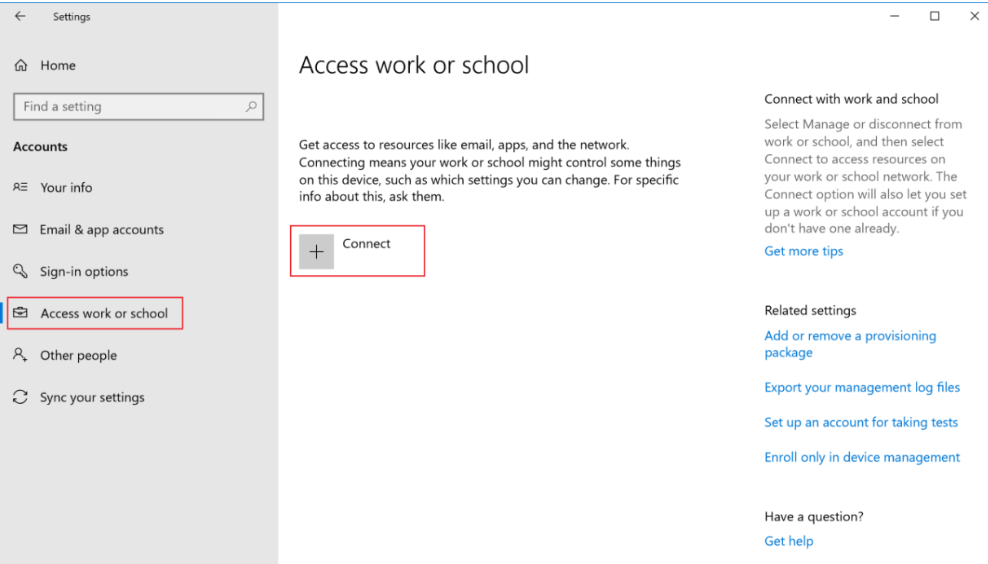 Settings
Home
Find a setting
Accounts
Your info
Email & app accounts
Sign-in options
Access work or school
Other people
Sync your settings
Access work or school
Get access to resources like email, apps, and the network.
Connecting means your work or school might control some things
on this device, such as which settings you can change. For specific
info about this, ask them.
Connect
Connect with work and school
Select Manage or disconnect from
work or school, and then select
Connect to access resources on
your work or school network. The
Connect option will also let you set
up a work or school account if you
don't have one already.
Get more tips
Related settings
Add or remove a provisioning
package
Export your management log files
Set up an account for taking tests
Enroll only in device management
Have a question?
Get help